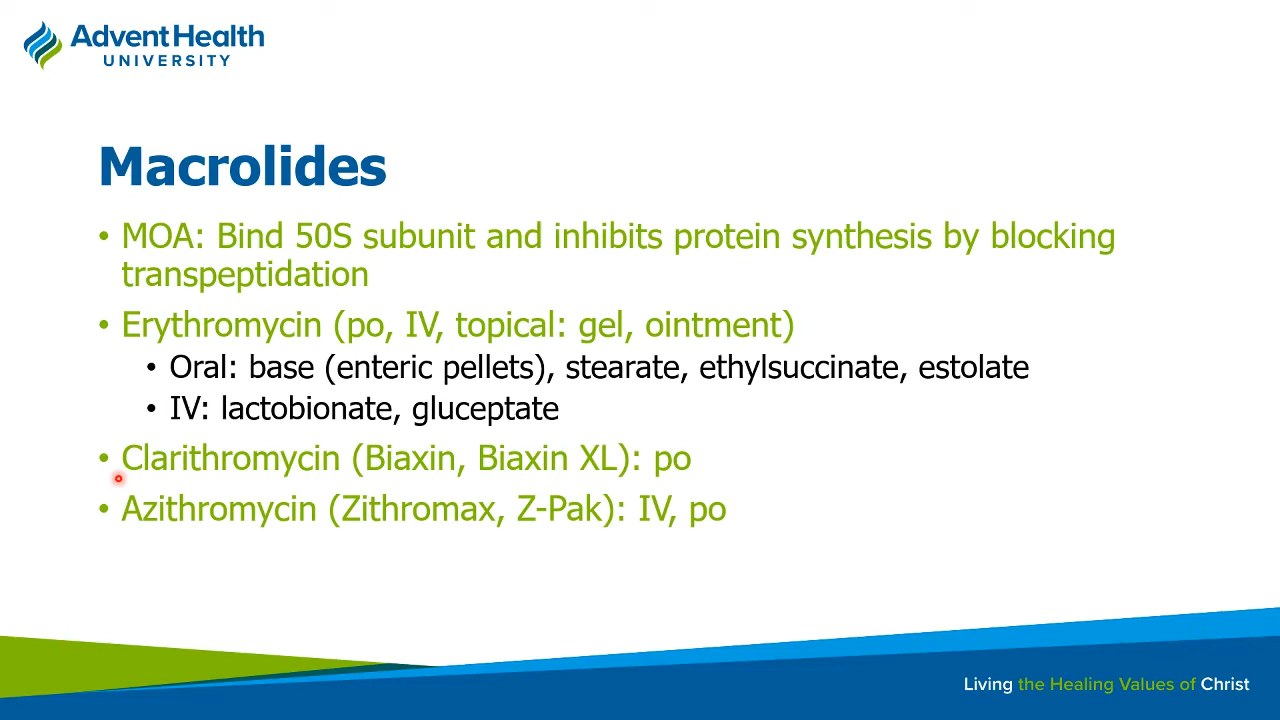 AdventHealth
UNIVERSITY
Macrolides
• MOA: Bind 50S subunit and inhibits protein synthesis by blocking
transpeptidation
• Erythromycin (po, IV, topical: gel, ointment)
• Oral: base (enteric pellets), stearate, ethylsuccinate, estolate
• IV: lactobionate, gluceptate
• Clarithromycin (Biaxin, Biaxin XL): po
• Azithromycin (Zithromax, Z-Pak): IV, po
Living the Healing Values of Christ